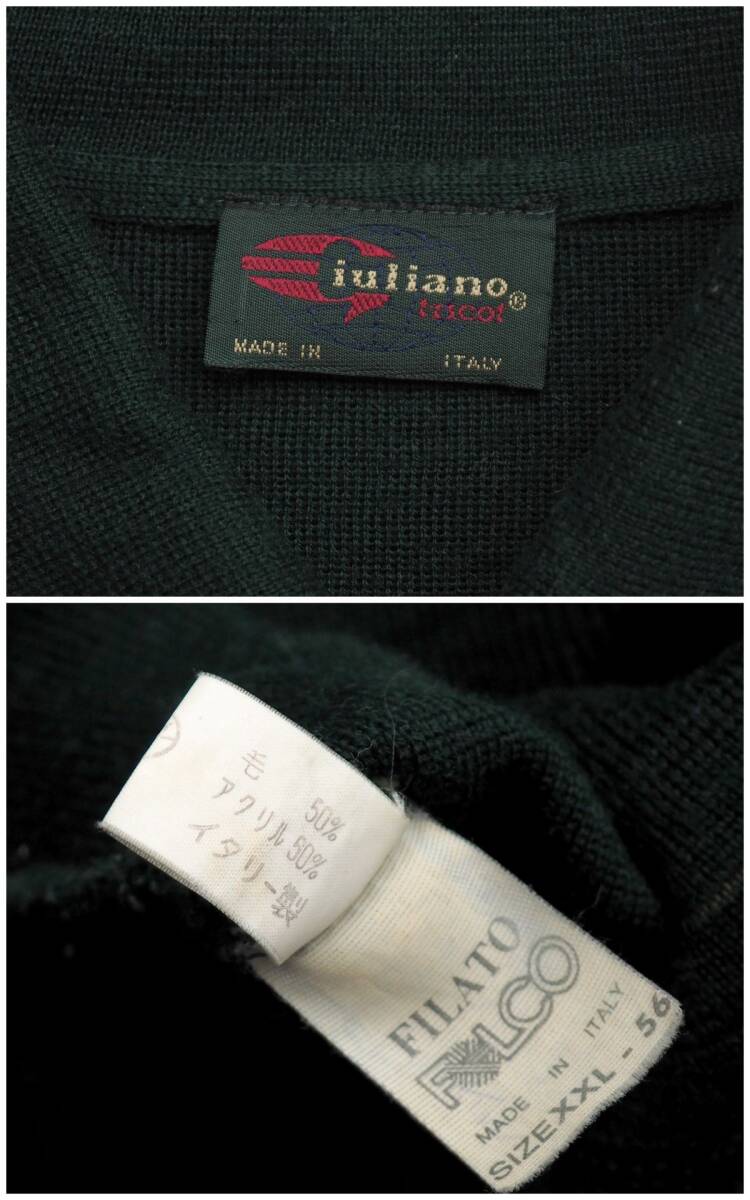 Giuliano®
tricot
MADE IN ITALY
毛 50%
アクリル 50%
イタリー製
FILATO
FOLCO
MADE IN ITALY
SIZE XXL - 56